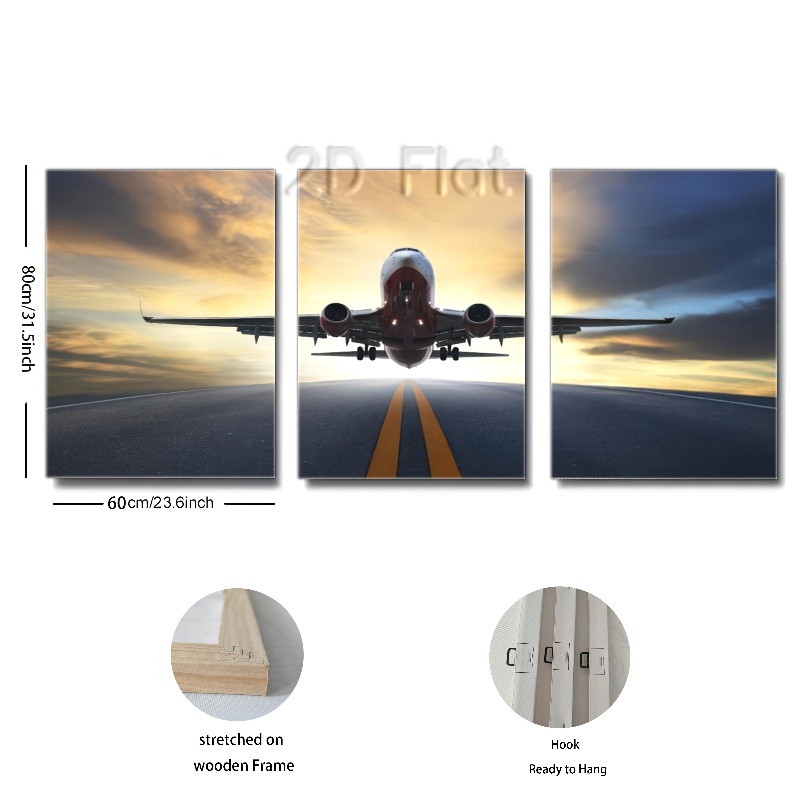 2D Flat
80cm/31.5inch
60cm/23.6inch
stretched on
wooden Frame
Hook
Ready to Hang